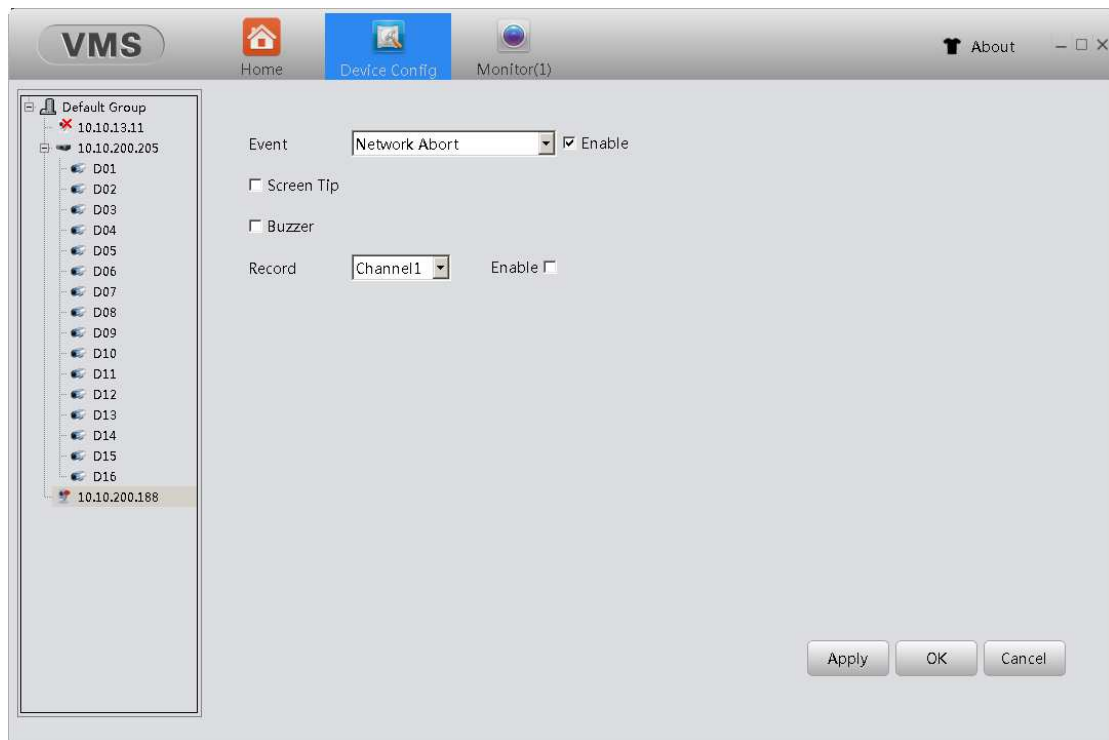 VMS
Home
Device Config
Monitor(1)
About
Default Group
10.10.13.11
10.10.200.205
D01
D02
D03
D04
D05
D06
D07
D08
D09
D10
D11
D12
D13
D14
D15
D16
10.10.200.188
Event Network Abort Enable
Screen Tip
Buzzer
Record Channel1 Enable
Apply OK Cancel